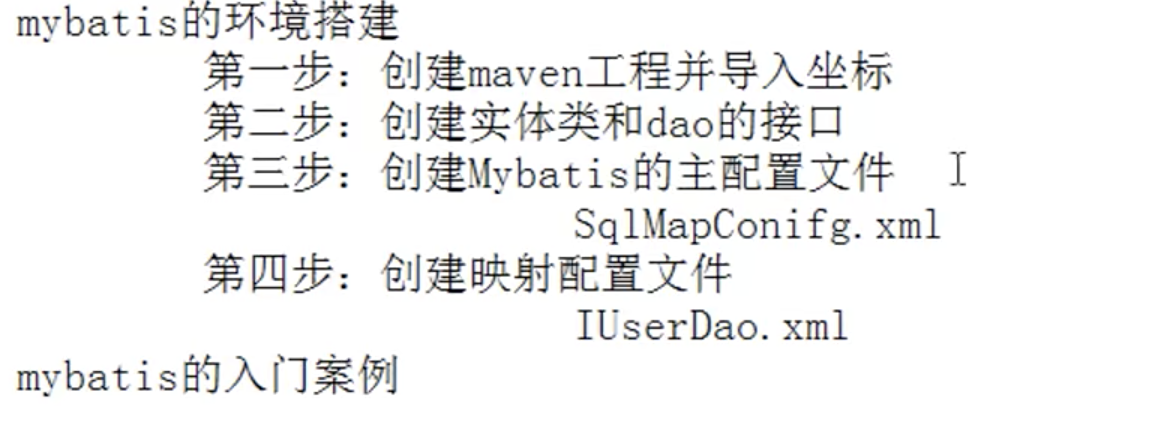 mybatis的环境搭建
第一步：创建maven工程并导入坐标
第二步：创建实体类和dao的接口
第三步：创建Mybatis的主配置文件
SqlMapConifg.xml
第四步：创建映射配置文件
IUserDao.xml
mybatis的入门案例